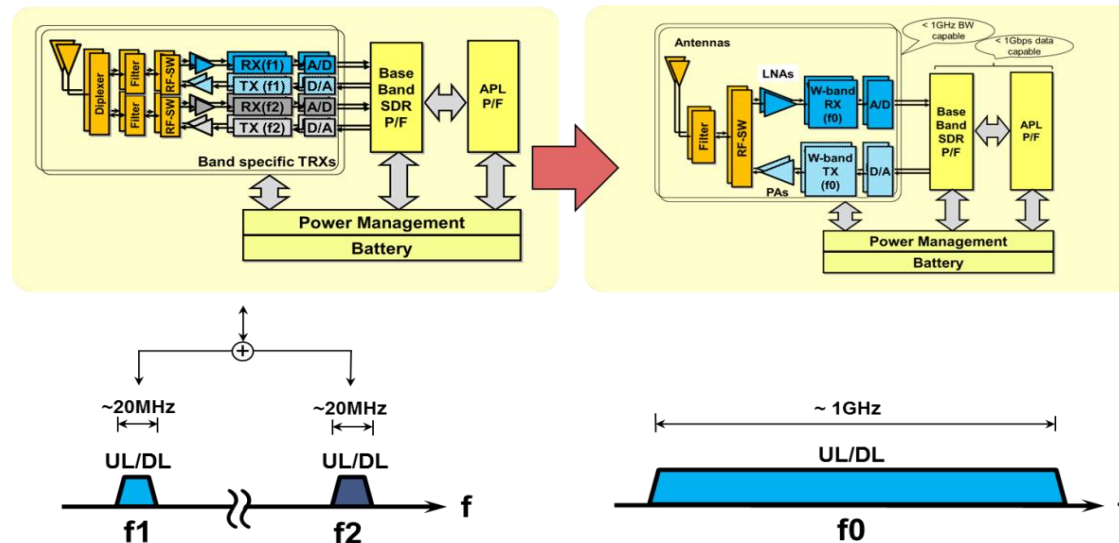 Diplexer
Filter
Filter
RF-SW
RF-SW
RX(f1)
A/D
TX (f1)
D/A
RX(f2)
A/D
TX (f2)
D/A
Band specific TRXs
Base
Band
SDR
P/F
APL
P/F
Power Management
Battery
Antennas
< 1GHz BW
capable
< 1Gbps data
capable
LNAs
Filter
RF-SW
W-band
RX
(f0)
A/D
W-band
TX
(f0)
D/A
PAs
Base
Band
SDR
P/F
APL
P/F
Power Management
Battery
~20MHz
~20MHz
UL/DL
UL/DL
f
f1
f2
~ 1GHz
UL/DL
f0